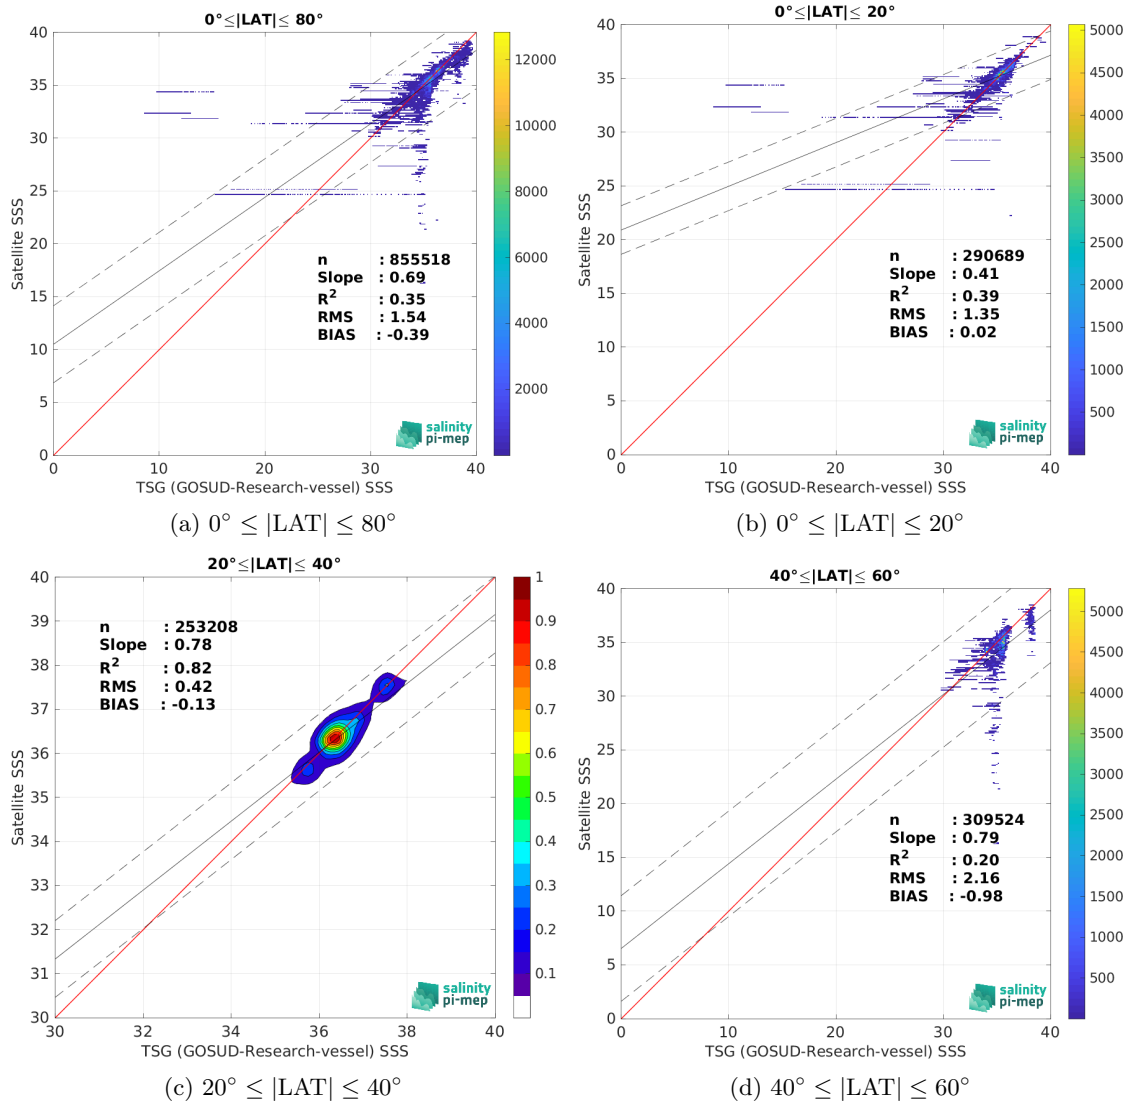 0°≤|LAT|≤ 80°
40
35
30
25
20
15
10
5
0
Satellite SSS
n : 855518
Slope : 0.69
R² : 0.35
RMS : 1.54
BIAS : -0.39
salinity
pi-mep
0 10 20 30 40
TSG (GOSUD-Research-vessel) SSS
12000
10000
8000
6000
4000
2000
(a) 0° ≤ |LAT| ≤ 80°
0°≤|LAT|≤ 20°
40
35
30
25
20
15
10
5
0
Satellite SSS
n : 290689
Slope : 0.41
R² : 0.39
RMS : 1.35
BIAS : 0.02
salinity
pi-mep
0 10 20 30 40
TSG (GOSUD-Research-vessel) SSS
5000
4500
4000
3500
3000
2500
2000
1500
1000
500
(b) 0° ≤ |LAT| ≤ 20°
20°≤|LAT|≤ 40°
40
39
38
37
36
35
34
33
32
31
30
Satellite SSS
n : 253208
Slope : 0.78
R² : 0.82
RMS : 0.42
BIAS : -0.13
salinity
pi-mep
30 32 34 36 38 40
TSG (GOSUD-Research-vessel) SSS
1
0.9
0.8
0.7
0.6
0.5
0.4
0.3
0.2
0.1
(c) 20° ≤ |LAT| ≤ 40°
40°≤|LAT|≤ 60°
40
35
30
25
20
15
10
5
0
Satellite SSS
n : 309524
Slope : 0.79
R² : 0.20
RMS : 2.16
BIAS : -0.98
salinity
pi-mep
0 10 20 30 40
TSG (GOSUD-Research-vessel) SSS
5000
4500
4000
3500
3000
2500
2000
1500
1000
500
(d) 40° ≤ |LAT| ≤ 60°